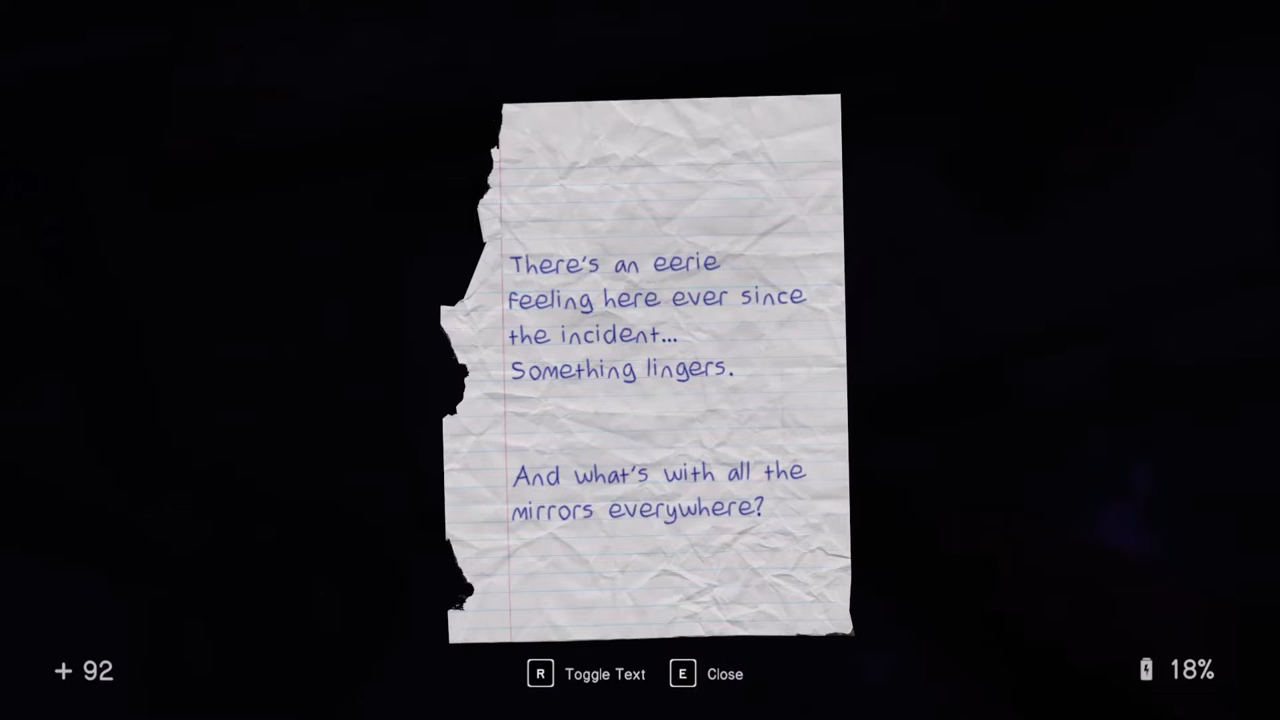 There's an eerie
feeling here ever since
the incident...
Something lingers.
And what's with all the
mirrors everywhere?
+ 92
R Toggle Text E Close
18%